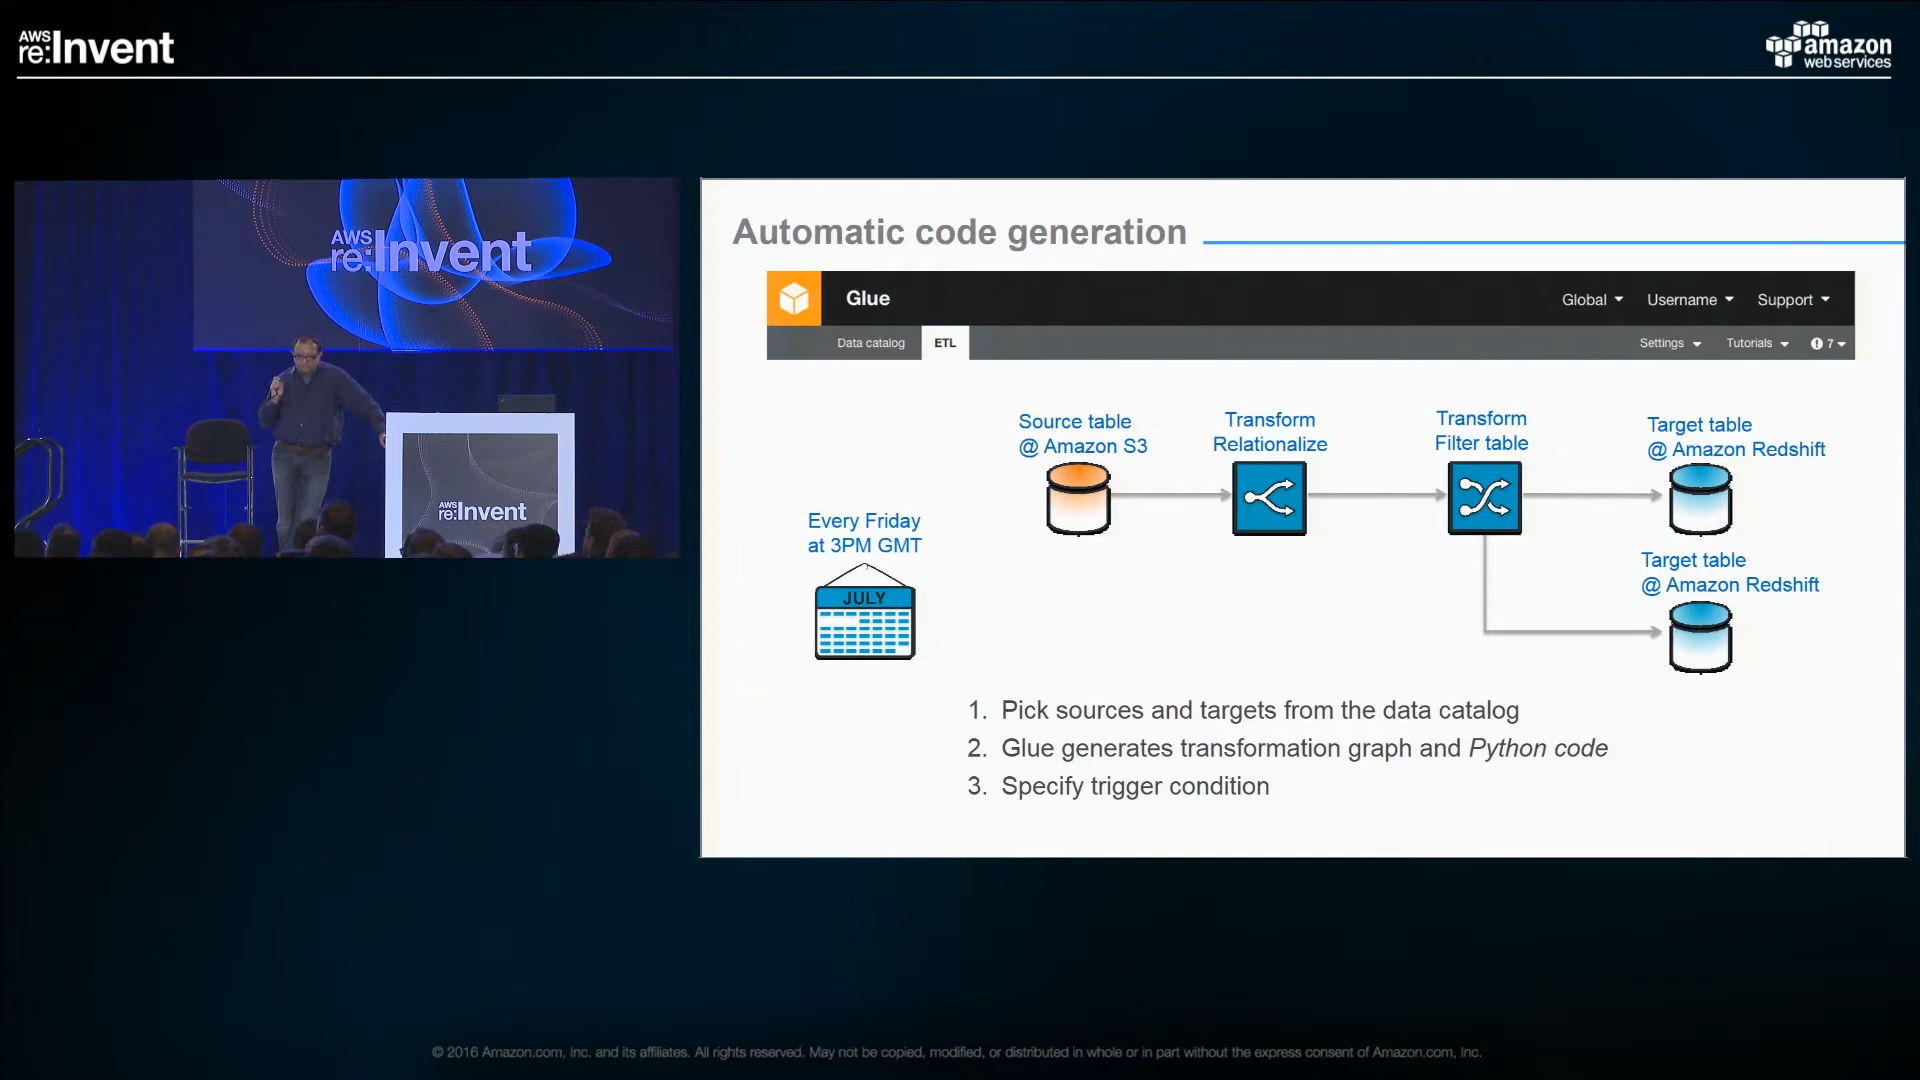 AWS
re:Invent
amazon
web services
AWS
re:Invent
AWS
re:Invent
Automatic code generation
Glue
Global
Username
Support
Data catalog
ETL
Settings
Tutorials
7
Source table
@ Amazon S3
Transform
Relationalize
Transform
Filter table
Target table
@ Amazon Redshift
Every Friday
at 3PM GMT
JULY
Target table
@ Amazon Redshift
1. Pick sources and targets from the data catalog
2. Glue generates transformation graph and Python code
3. Specify trigger condition
© 2016 Amazon.com, Inc. and its affiliates. All rights reserved. May not be copied, modified, or distributed in whole or in part without the express consent of Amazon.com, Inc.